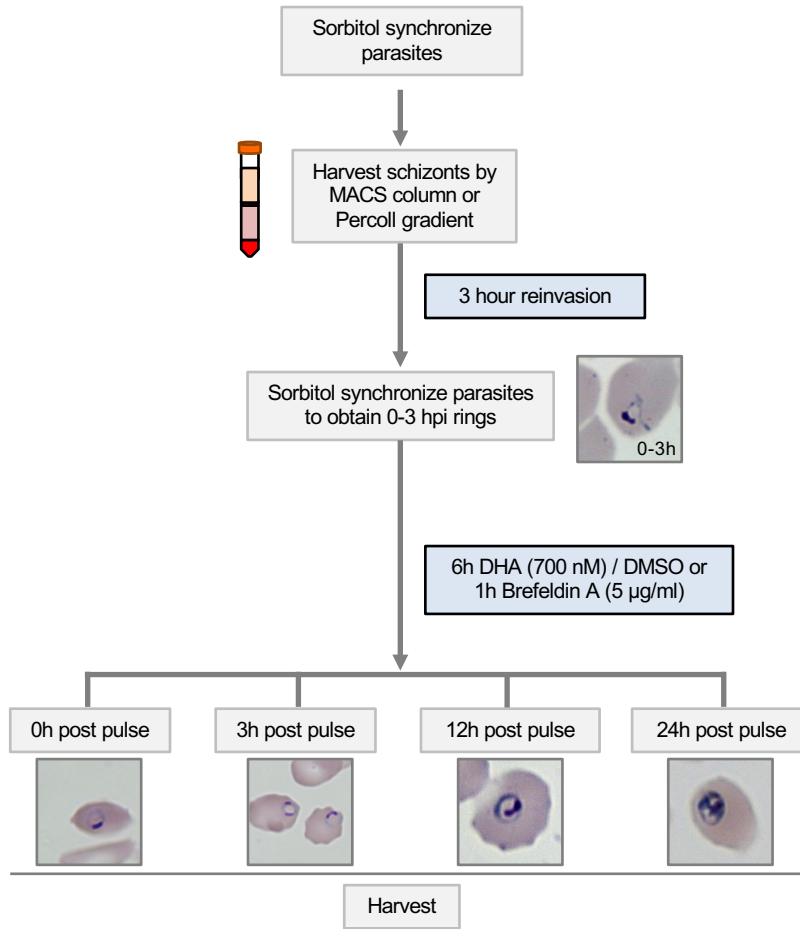 Sorbitol synchronize
parasites
Harvest schizonts by
MACS column or
Percoll gradient
3 hour reinvasion
Sorbitol synchronize parasites
to obtain 0-3 hpi rings
0-3h
6h DHA (700 nM) / DMSO or
1h Brefeldin A (5 µg/ml)
0h post pulse
3h post pulse
12h post pulse
24h post pulse
Harvest